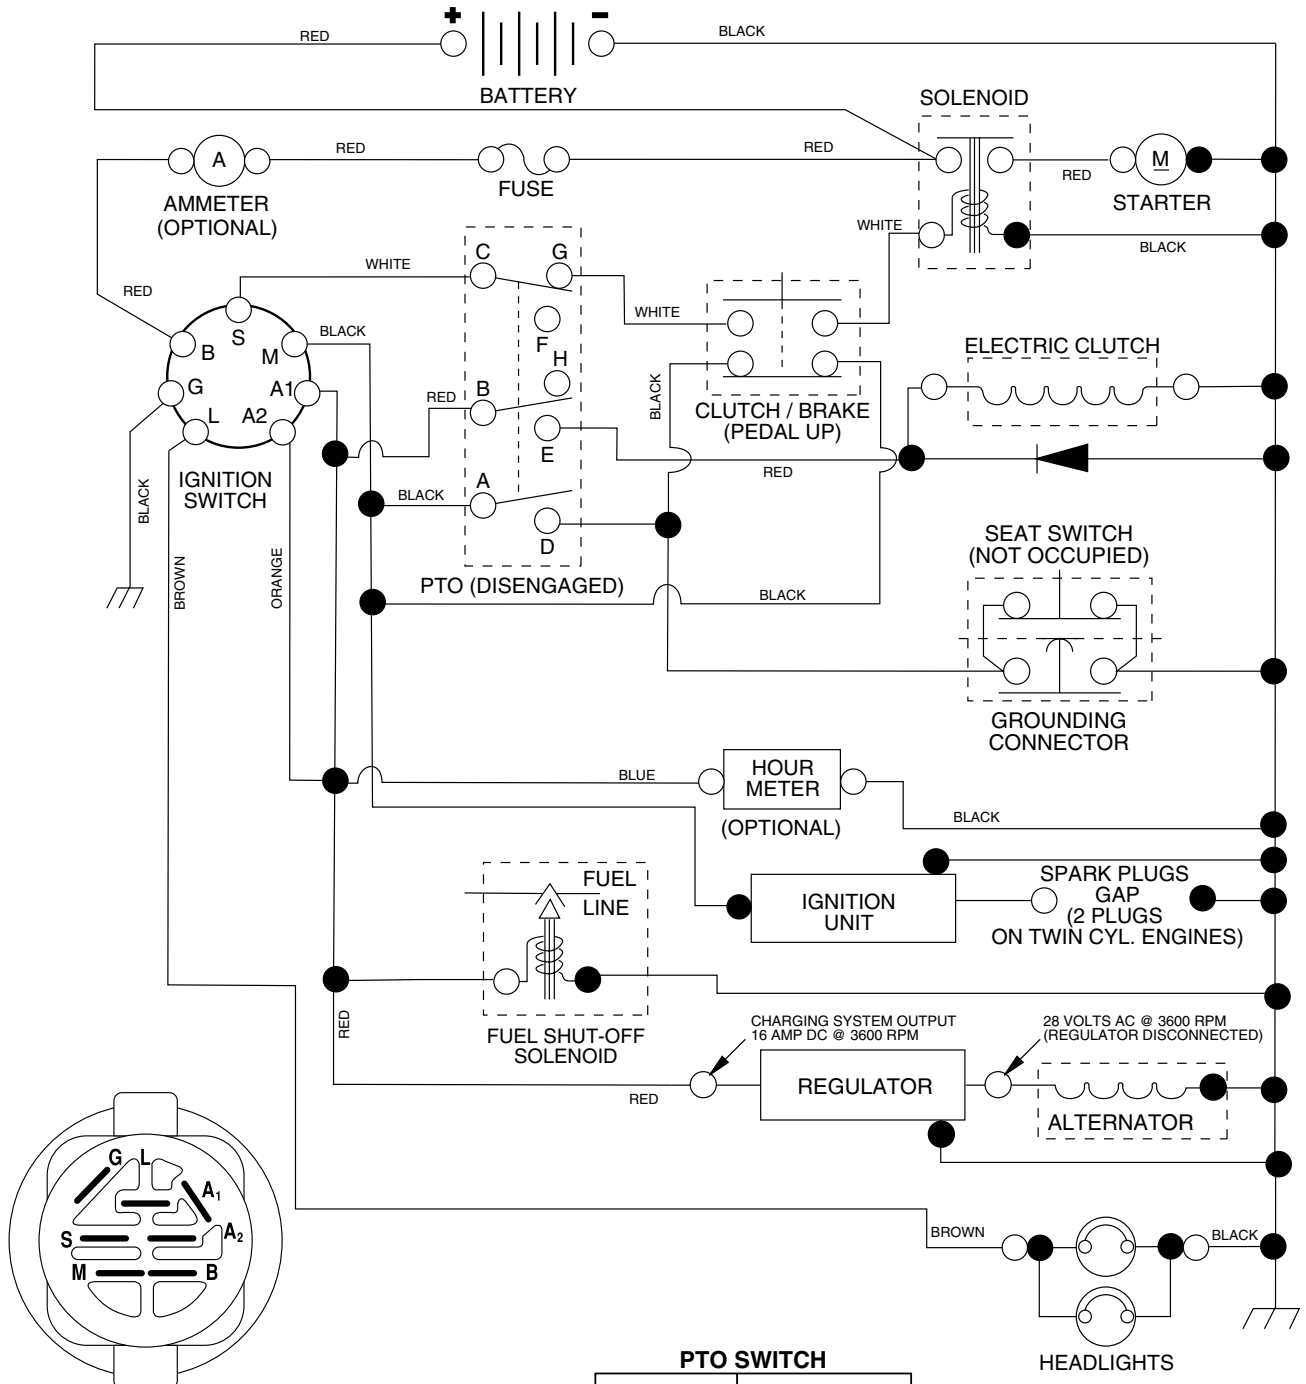 + -
RED
BLACK
BATTERY
SOLENOID
RED
RED
A
M
FUSE
RED
AMMETER
(OPTIONAL)
STARTER
WHITE
BLACK
C G
WHITE
RED
WHITE
S
BLACK
F
B M
ELECTRIC CLUTCH
H
G A1
B
RED
BLACK
L A2
CLUTCH / BRAKE
(PEDAL UP)
E
RED
IGNITION
SWITCH
A
BLACK
BLACK
D
SEAT SWITCH
(NOT OCCUPIED)
BROWN
ORANGE
PTO (DISENGAGED)
BLACK
GROUNDING
CONNECTOR
BLUE
HOUR
METER
(OPTIONAL)
BLACK
FUEL
LINE
IGNITION
UNIT
SPARK PLUGS
GAP
(2 PLUGS
ON TWIN CYL. ENGINES)
RED
FUEL SHUT-OFF
SOLENOID
CHARGING SYSTEM OUTPUT
16 AMP DC @ 3600 RPM
28 VOLTS AC @ 3600 RPM
(REGULATOR DISCONNECTED)
REGULATOR
RED
ALTERNATOR
G L
A1
S A2
M B
BROWN
BLACK
HEADLIGHTS
PTO SWITCH